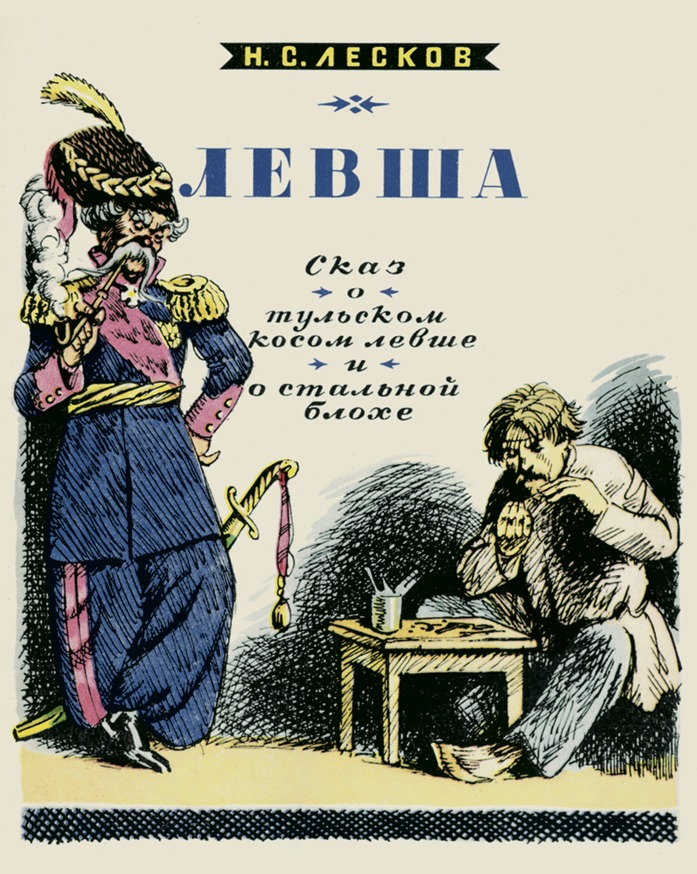 Н. С. ЛЕСКОВ
ЛЕВША
Сказ
о
тульском
косом левше
и
о стальной
блохе